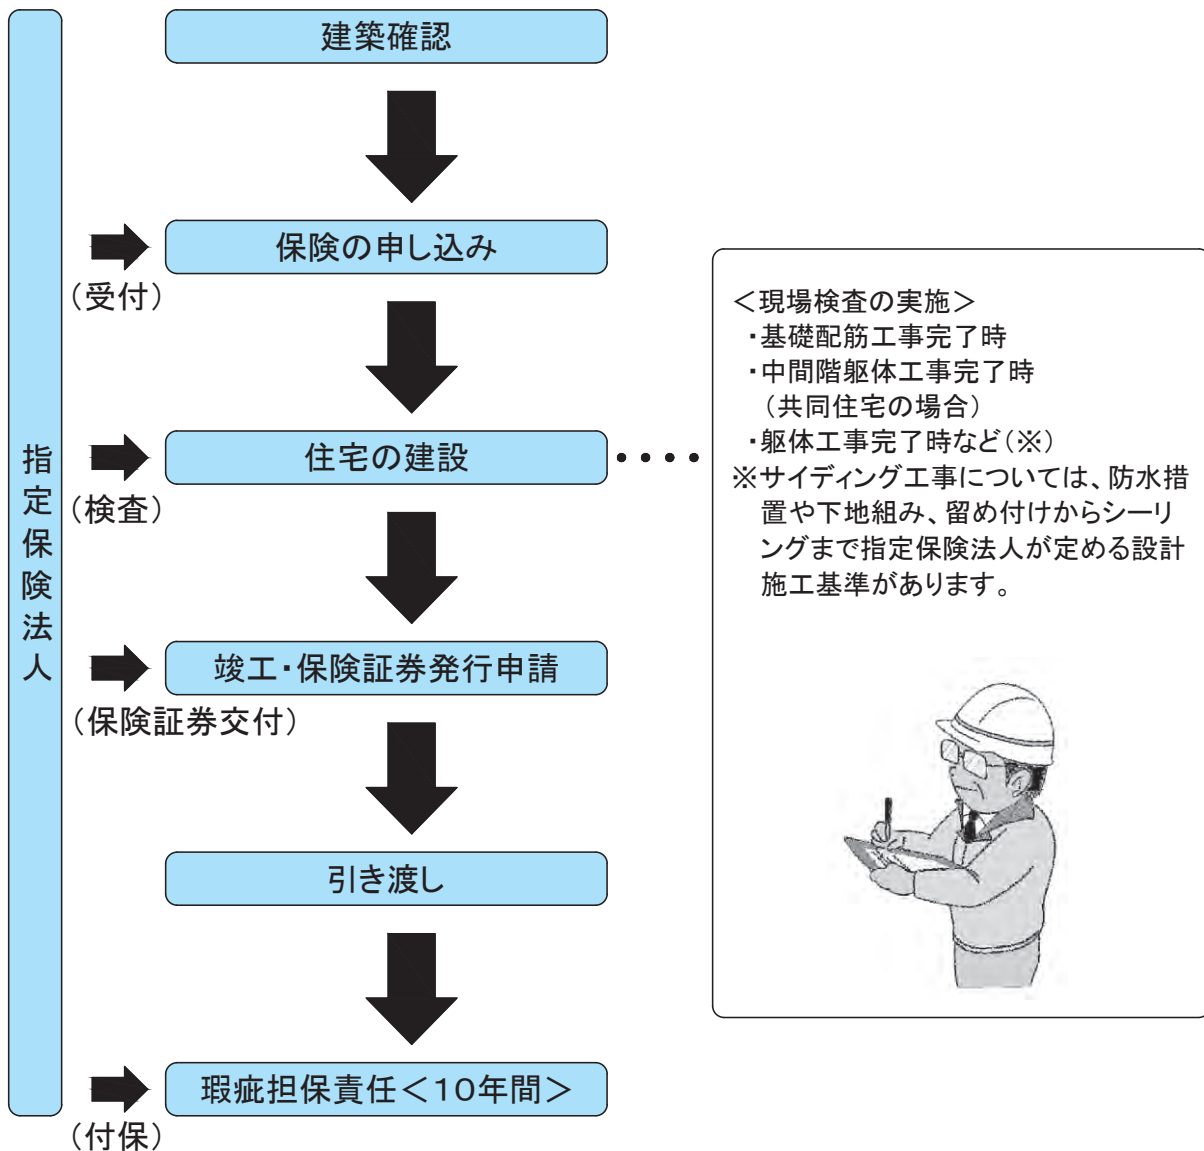 指定保険法人
建築確認
保険の申し込み
（受付）
住宅の建設
（検査）
竣工・保険証券発行申請
（保険証券交付）
引き渡し
瑕疵担保責任＜１０年間＞
（付保）
＜現場検査の実施＞
・基礎配筋工事完了時
・中間階躯体工事完了時
（共同住宅の場合）
・躯体工事完了時など（※）
※サイディング工事については、防水措
置や下地組み、留め付けからシーリ
ングまで指定保険法人が定める設計
施工基準があります。